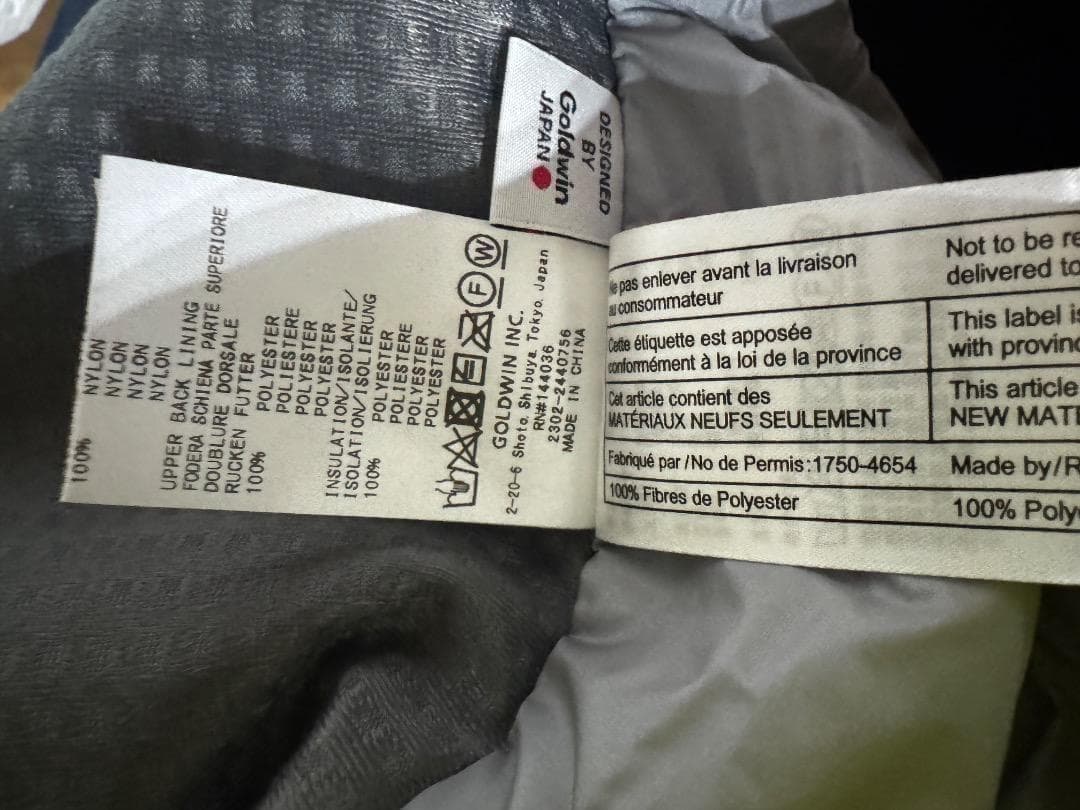 DESIGNED
BY
Goldwin
JAPAN
100%
NYLON
NYLON
NYLON
NYLON
UPPER BACK LINING
FODERA SCHIENA PARTE SUPERIORE
DOUBLURE DORSALE
RUCKEN FUTTER
100% POLYESTER
POLIESTERE
POLYESTER
POLYESTER
INSULATION/ISOLANTE/
ISOLATION/ISOLIERUNG
100% POLYESTER
PLIESTERE
POLYESTER
POLYESTER
F W
GOLDWIN INC.
2-20-6 Shoto, Shibuya, Tokyo, Japan
RN#144036
2302-2440756
MADE IN CHINA
pas enlever avant la livraison
au consommateur
Cette étiquette est apposée
conformément à la loi de la province
Cet article contient des
MATÉRIAUX NEUFS SEULEMENT
Fabriqué par /No de Permis:1750-4654
100% Fibres de Polyester
Not to be re
delivered to
This label is
with provinc
This article
NEW MATE
Made by/R
100% Poly